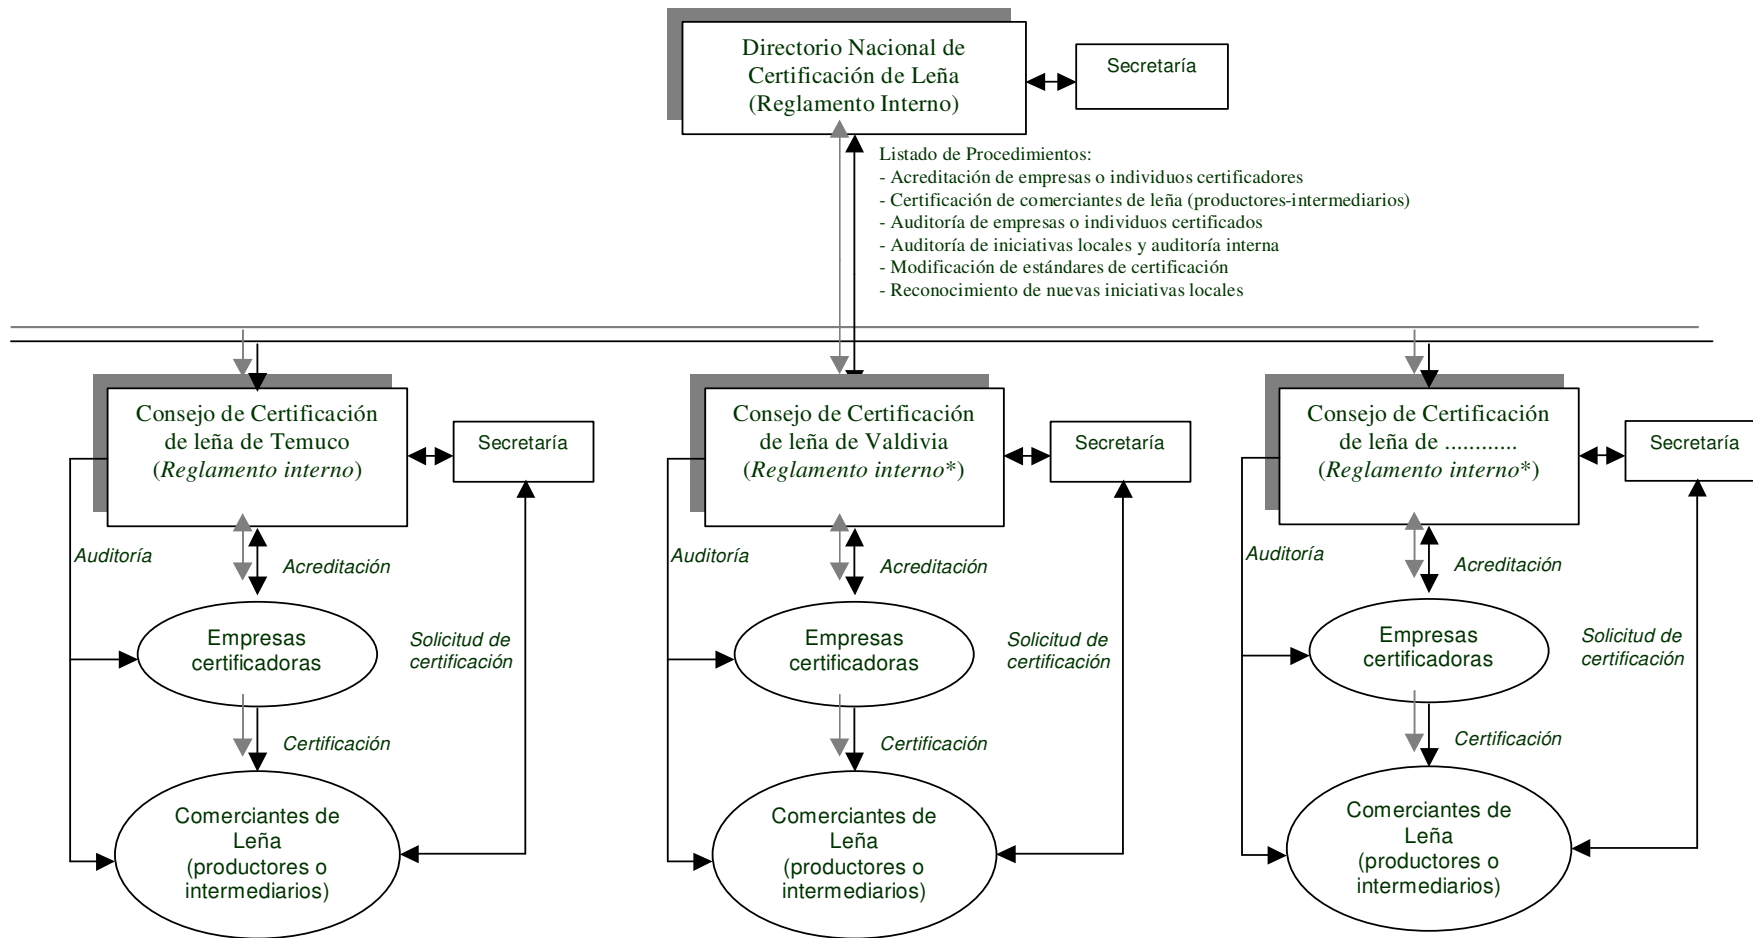 Directorio Nacional de
Certificación de Leña
(Reglamento Interno)
Secretaría
Listado de Procedimientos:
- Acreditación de empresas o individuos certificadores
- Certificación de comerciantes de leña (productores-intermediarios)
- Auditoría de empresas o individuos certificados
- Auditoría de iniciativas locales y auditoría interna
- Modificación de estándares de certificación
- Reconocimiento de nuevas iniciativas locales
Consejo de Certificación
de leña de Temuco
(Reglamento interno)
Secretaría
Auditoría
Acreditación
Empresas
certificadoras
Solicitud de
certificación
Certificación
Comerciantes de
Leña
(productores o
intermediarios)
Consejo de Certificación
de leña de Valdivia
(Reglamento interno*)
Secretaría
Auditoría
Acreditación
Empresas
certificadoras
Solicitud de
certificación
Certificación
Comerciantes de
Leña
(productores o
intermediarios)
Consejo de Certificación
de leña de ............
(Reglamento interno*)
Secretaría
Auditoría
Acreditación
Empresas
certificadoras
Solicitud de
certificación
Certificación
Comerciantes de
Leña
(productores o
intermediarios)